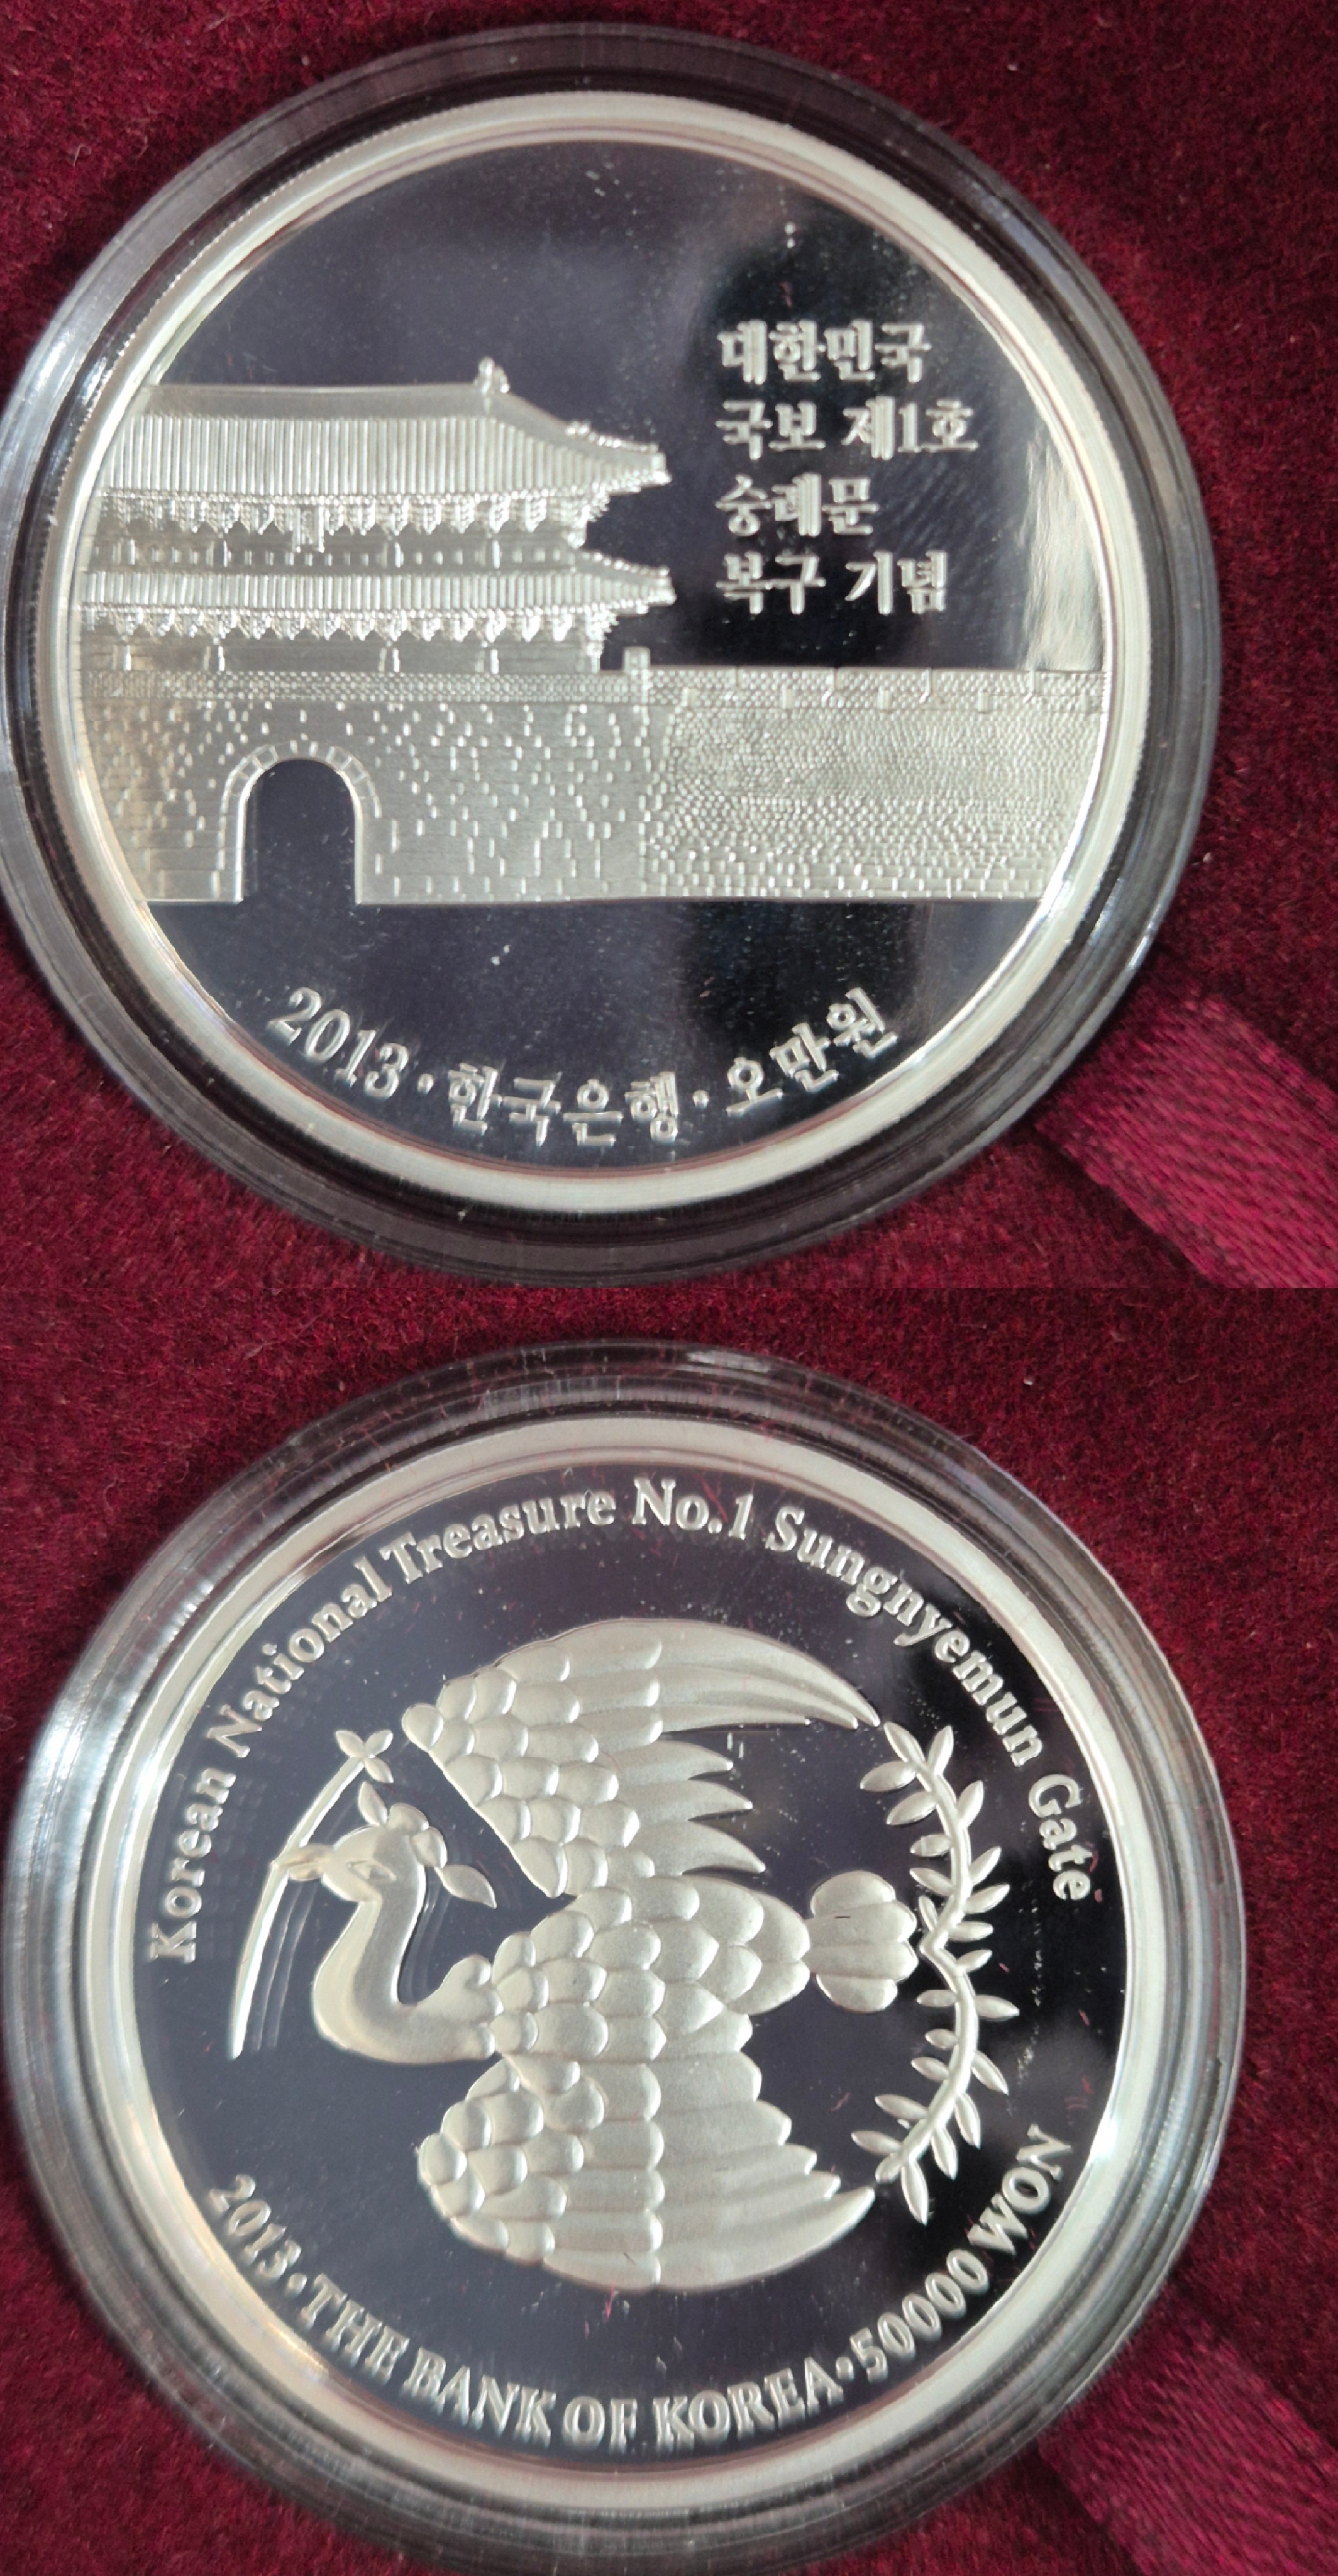 대한민국
국보 제1호
숭례문
복구 기념
2013·한국은행·오만원
Korean National Treasure No.1 Sungnyemun Gate
2013·THE BANK OF KOREA·50000 WON